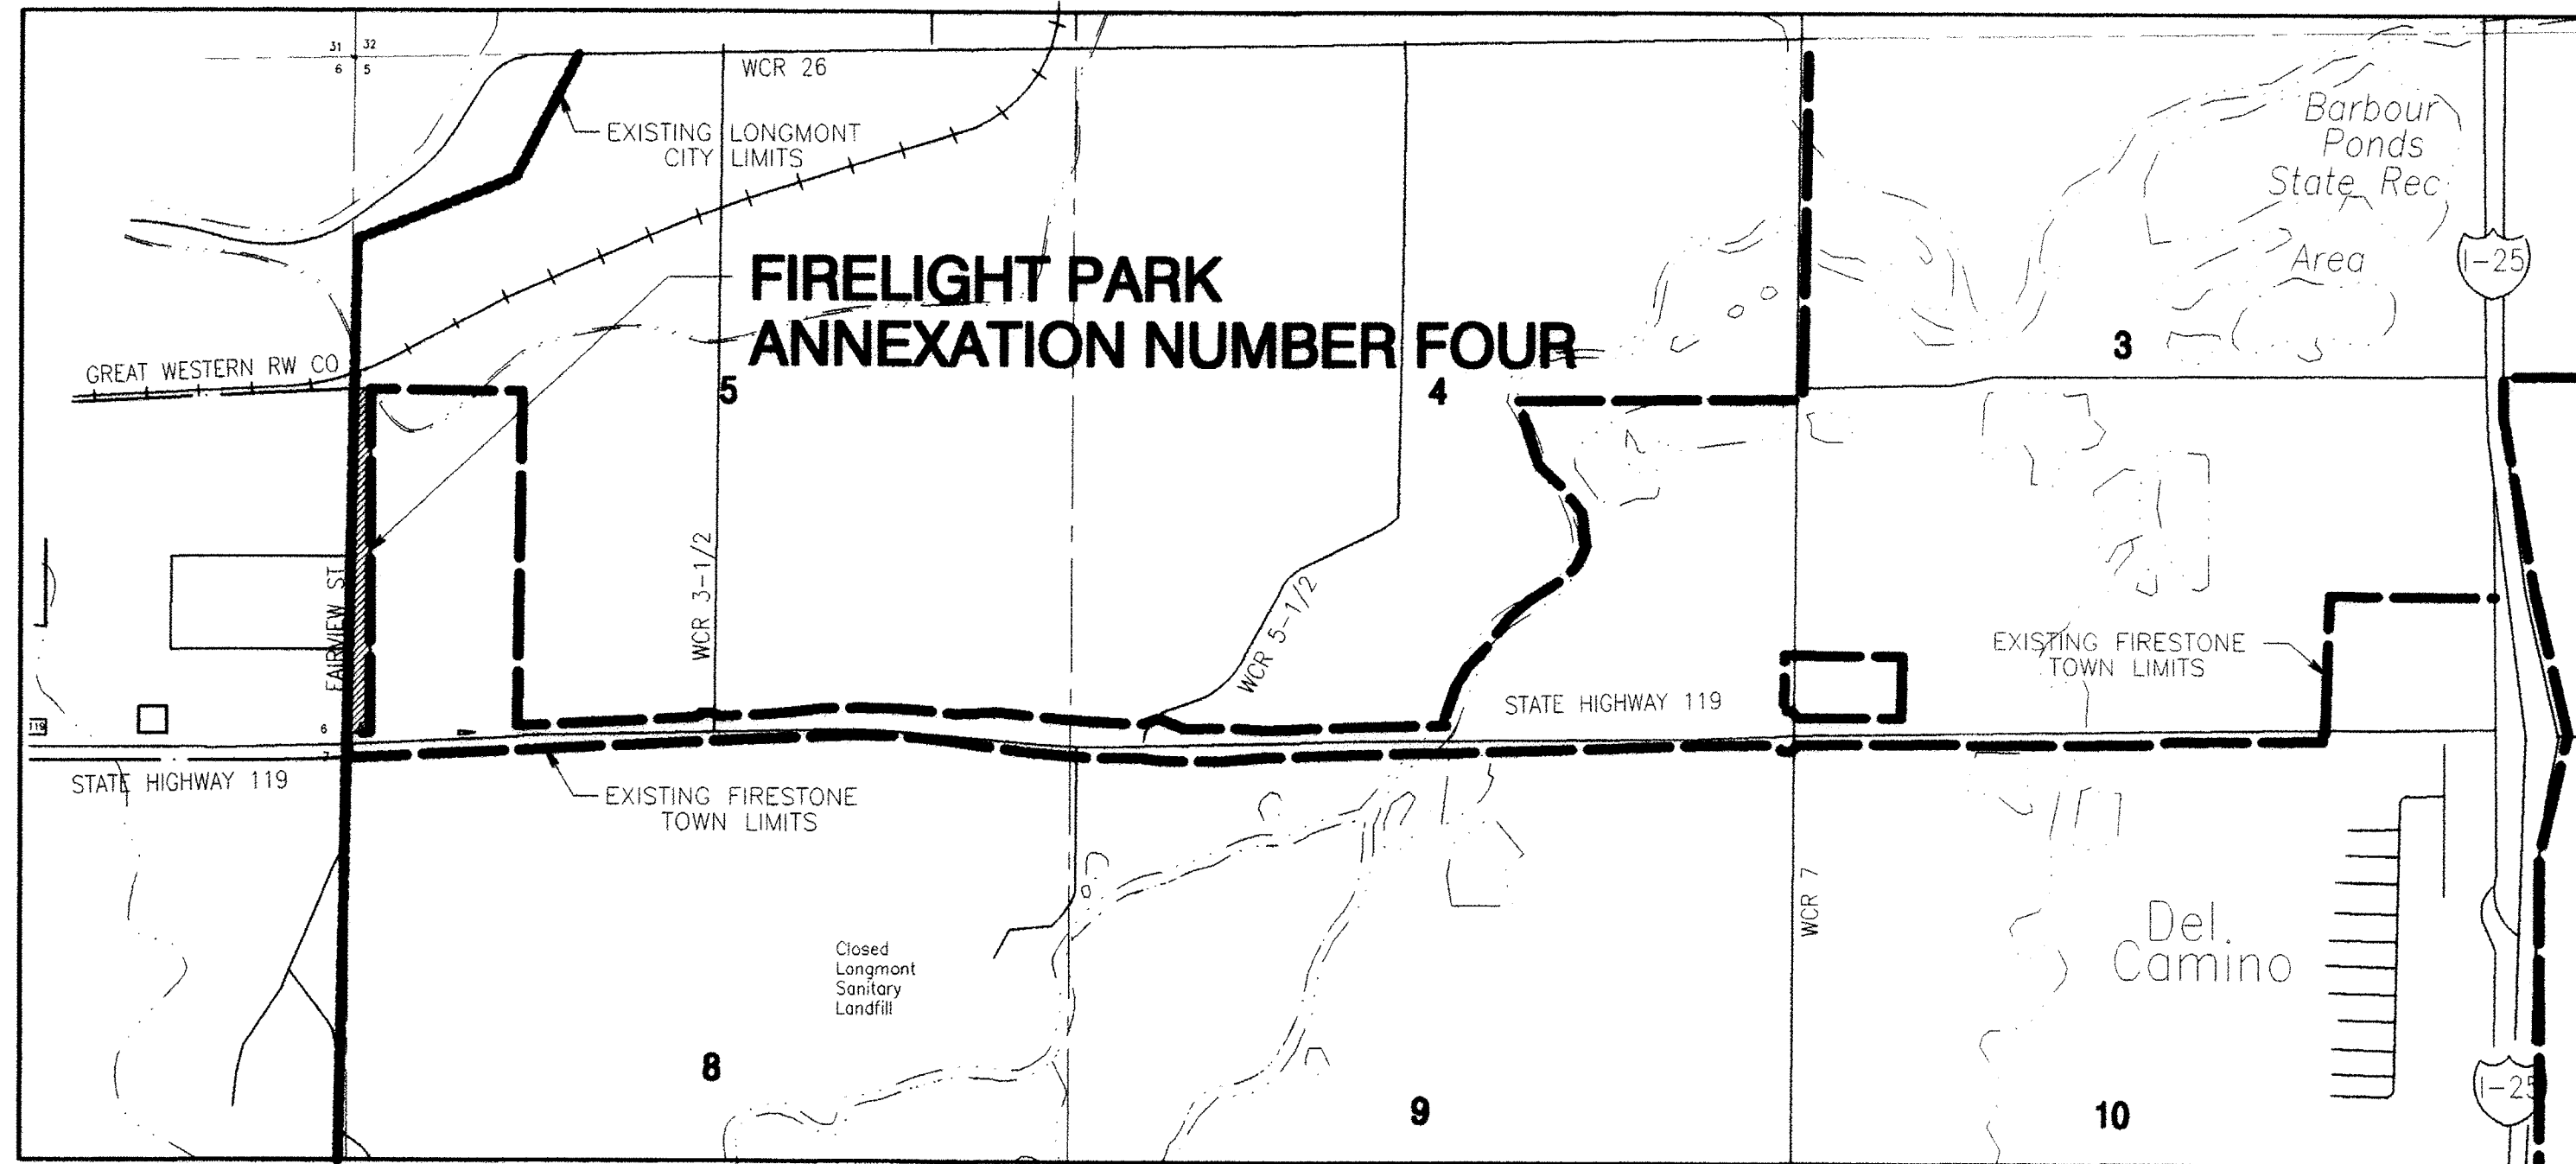 31 32
6 5
WCR 26
EXISTING LONGMONT
CITY LIMITS
Barbour
Ponds
State Rec
Area
I-25
FIRELIGHT PARK
ANNEXATION NUMBER FOUR
GREAT WESTERN RW CO
5
4
3
WCR 3-1/2
FAIRVIEW ST
WCR 5-1/2
EXISTING FIRESTONE
TOWN LIMITS
STATE HIGHWAY 119
119
6
7
STATE HIGHWAY 119
EXISTING FIRESTONE
TOWN LIMITS
WCR 7
Del
Camino
Closed
Longmont
Sanitary
Landfill
8
9
10
I-25